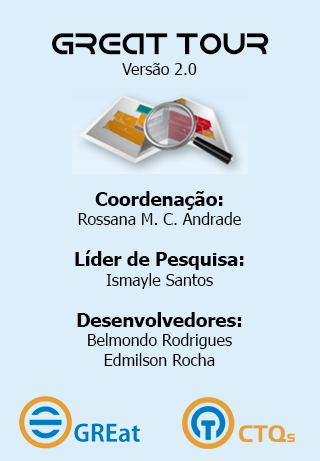 GREAT TOUR
Versão 2.0
Coordenação:
Rossana M. C. Andrade
Líder de Pesquisa:
Ismayle Santos
Desenvolvedores:
Belmondo Rodrigues
Edmilson Rocha
GREat
CTQs